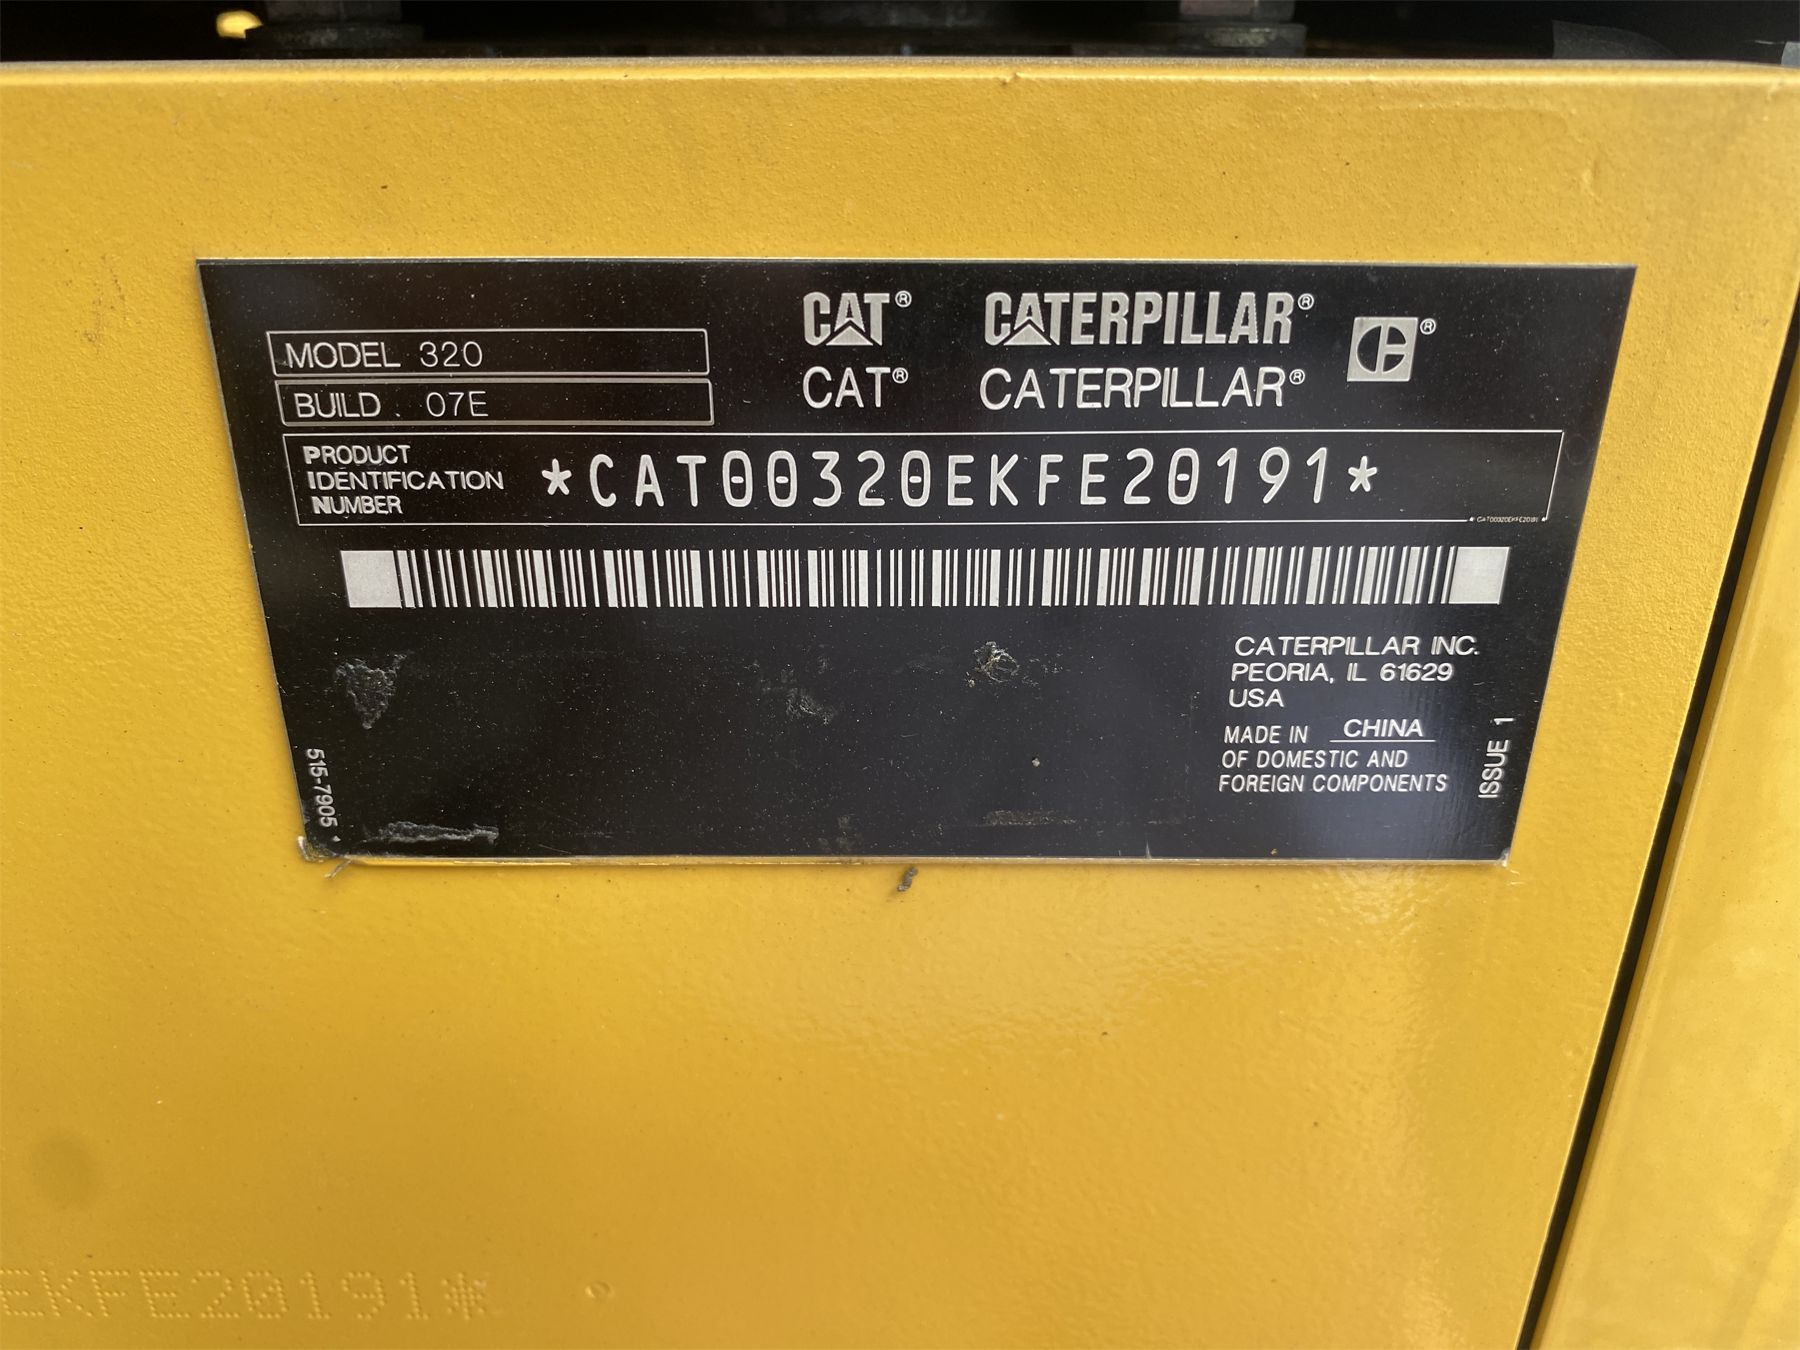 CAT® CATERPILLAR®
CAT® CATERPILLAR®
MODEL 320
BUILD 07E
PRODUCT
IDENTIFICATION
NUMBER
*CAT00320EKFE20191*
*CAT00320EKFE20191*
CATERPILLAR INC.
PEORIA, IL 61629
USA
MADE IN CHINA
OF DOMESTIC AND
FOREIGN COMPONENTS
ISSUE 1
515-7905
EKFE20191*